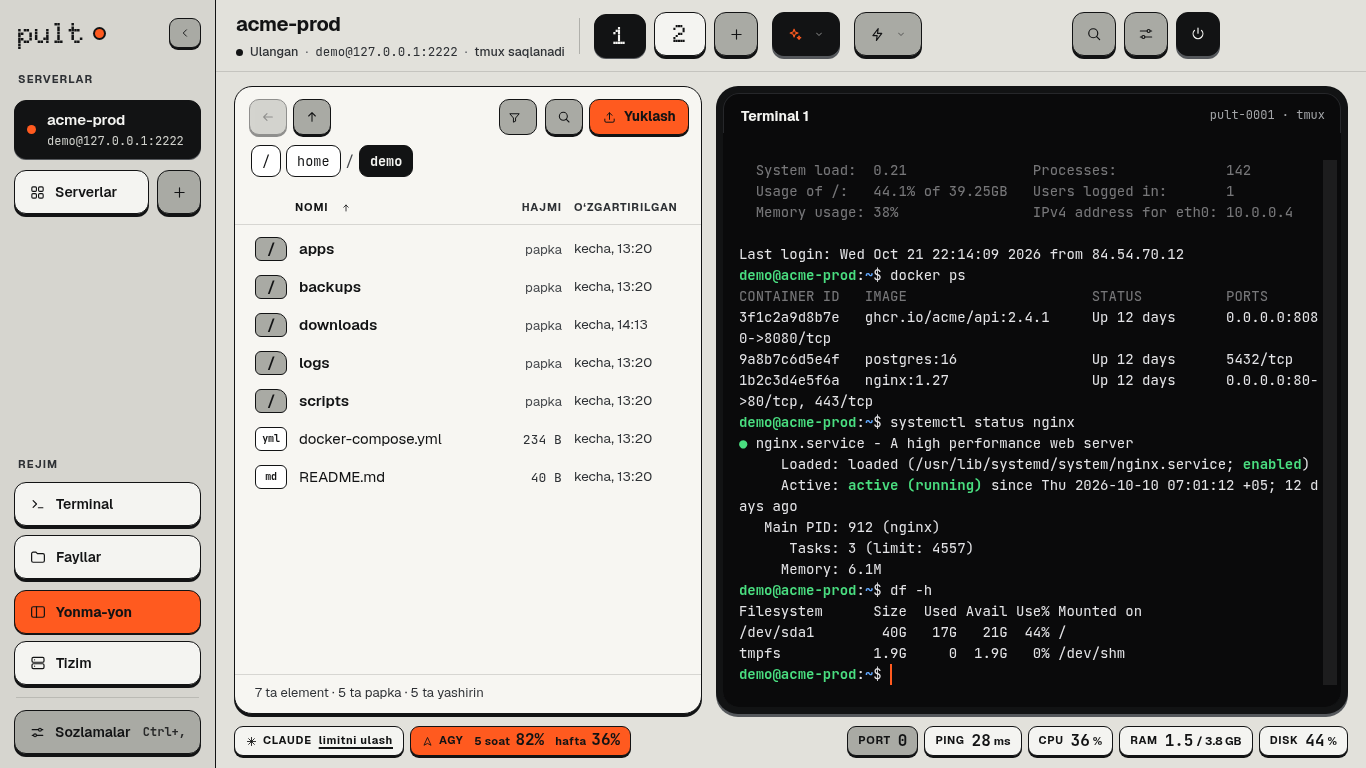 pult
SERVERLAR
acme-prod
demo@127.0.0.1:2222
Serverlar
REJIM
Terminal
Fayllar
Yonma-yon
Tizim
Sozlamalar Ctrl+,
acme-prod
Ulangan · demo@127.0.0.1:2222 · tmux saqlanadi
1 2
Yuklash
/ home / demo
NOMI ↑ HAJMI OʻZGARTIRILGAN
/ apps papka kecha, 13:20
/ backups papka kecha, 13:20
/ downloads papka kecha, 14:13
/ logs papka kecha, 13:20
/ scripts papka kecha, 13:20
yml docker-compose.yml 234 B kecha, 13:20
md README.md 40 B kecha, 13:20
7 ta element · 5 ta papka · 5 ta yashirin
Terminal 1 pult-0001 · tmux
System load: 0.21 Processes: 142
Usage of /: 44.1% of 39.25GB Users logged in: 1
Memory usage: 38% IPv4 address for eth0: 10.0.0.4
Last login: Wed Oct 21 22:14:09 2026 from 84.54.70.12
demo@acme-prod:~$ docker ps
CONTAINER ID IMAGE STATUS PORTS
3f1c2a9d8b7e ghcr.io/acme/api:2.4.1 Up 12 days 0.0.0.0:808
0->8080/tcp
9a8b7c6d5e4f postgres:16 Up 12 days 5432/tcp
1b2c3d4e5f6a nginx:1.27 Up 12 days 0.0.0.0:80-
>80/tcp, 443/tcp
demo@acme-prod:~$ systemctl status nginx
● nginx.service - A high performance web server
Loaded: loaded (/usr/lib/systemd/system/nginx.service; enabled)
Active: active (running) since Thu 2026-10-10 07:01:12 +05; 12 d
ays ago
Main PID: 912 (nginx)
Tasks: 3 (limit: 4557)
Memory: 6.1M
demo@acme-prod:~$ df -h
Filesystem Size Used Avail Use% Mounted on
/dev/sda1 40G 17G 21G 44% /
tmpfs 1.9G 0 1.9G 0% /dev/shm
demo@acme-prod:~$
CLAUDE limitni ulash
AGY 5 soat 82% hafta 36%
PORT 0
PING 28 ms
CPU 36 %
RAM 1.5 / 3.8 GB
DISK 44 %